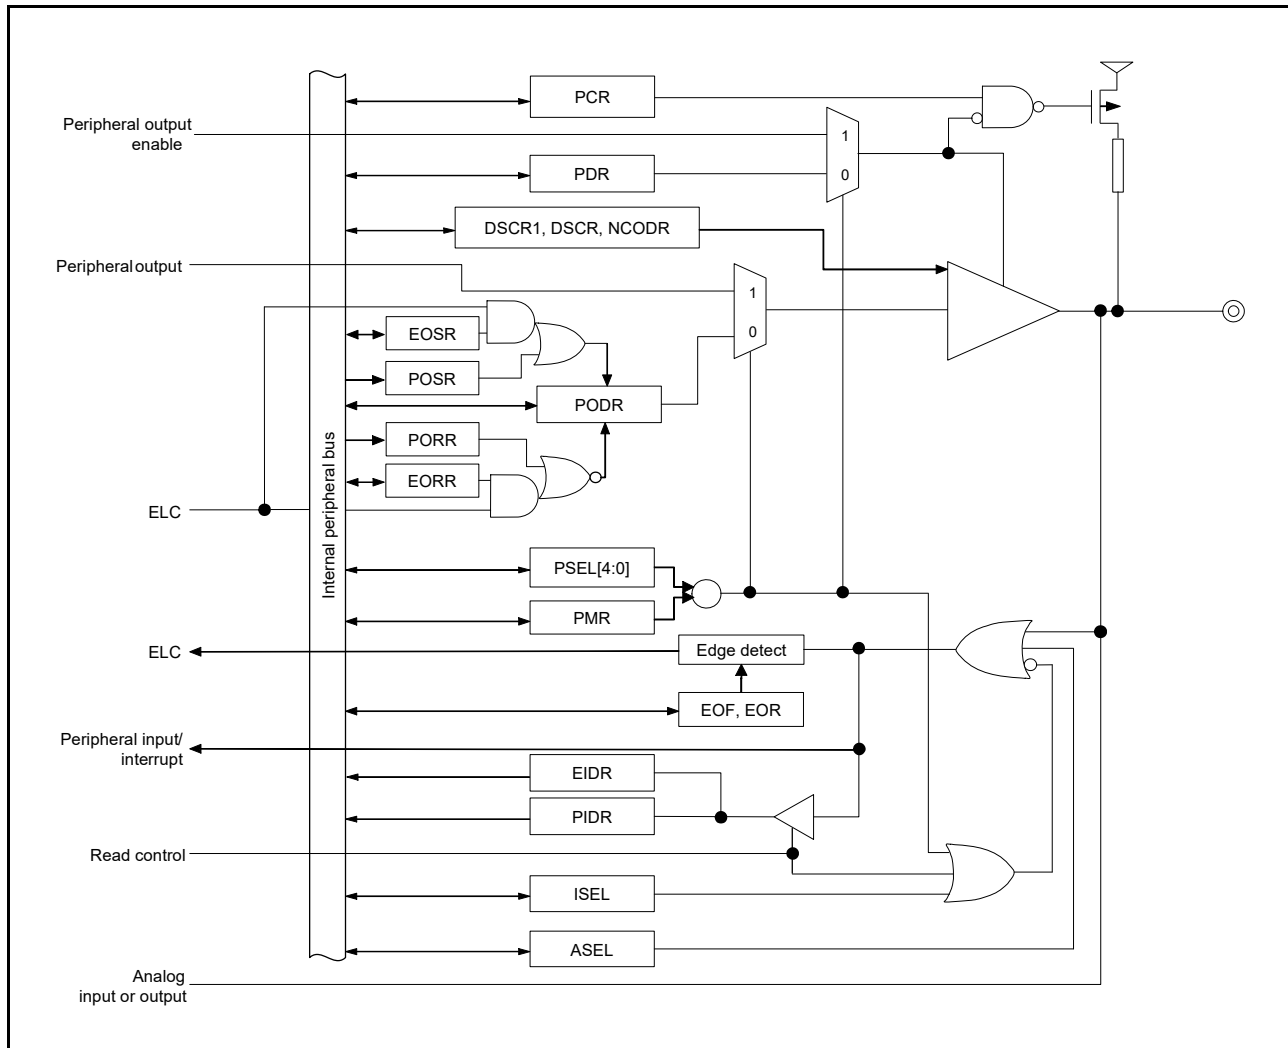 PCR
Peripheral output
enable
1
PDR
0
DSCR1, DSCR, NCODR
Peripheral output
1
EOSR
0
POSR
PODR
PORR
EORR
Internal peripheral bus
ELC
PSEL[4:0]
PMR
ELC
Edge detect
EOF, EOR
Peripheral input/
interrupt
EIDR
PIDR
Read control
ISEL
ASEL
Analog
input or output